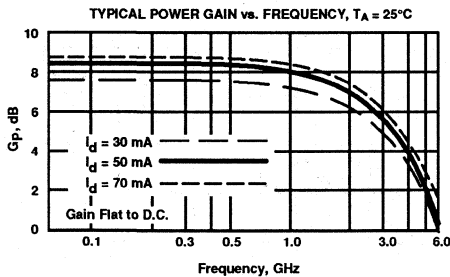 TYPICAL POWER GAIN vs. FREQUENCY, TA = 25°C
10
8
6
4
2
0
Gp, dB
Id = 30 mA
Id = 50 mA
Id = 70 mA
Gain Flat to D.C.
0.1 0.3 0.5 1.0 3.0 6.0
Frequency, GHz